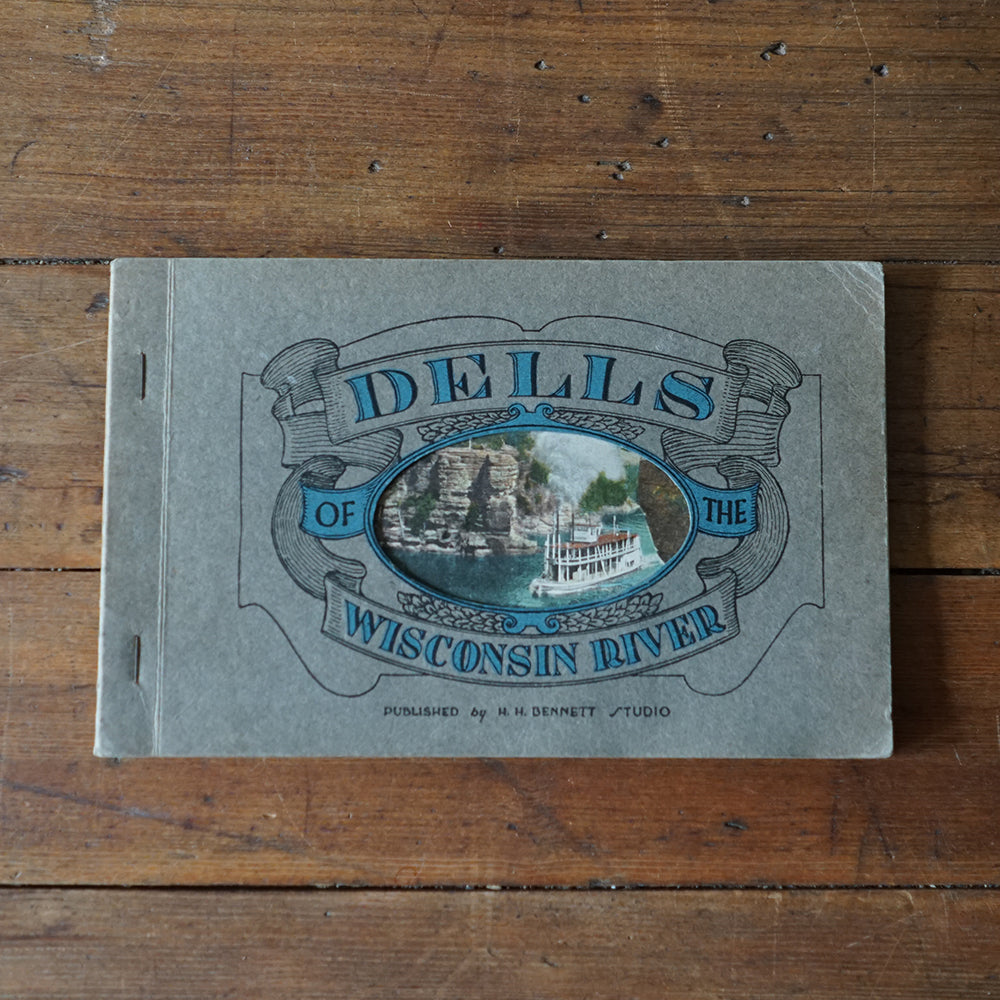 DELLS
OF THE
WISCONSIN RIVER
PUBLISHED by H. H. BENNETT STUDIO